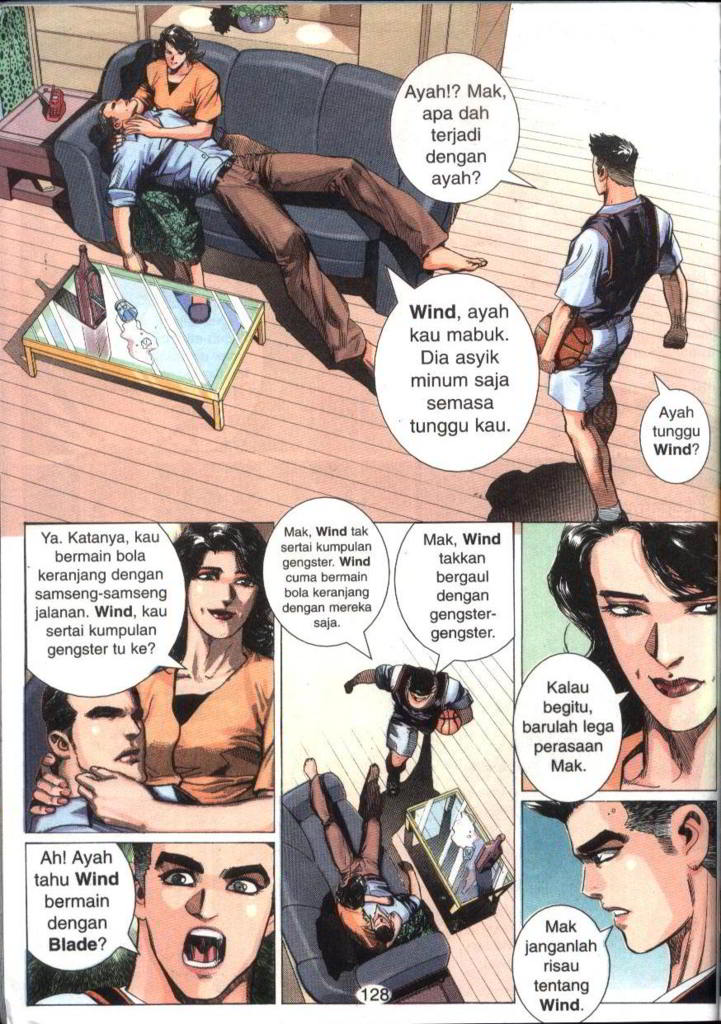 Ayah!? Mak,
apa dah
terjadi
dengan
ayah?
Wind, ayah
kau mabuk.
Dia asyik
minum saja
semasa
tunggu kau.
Ayah
tunggu
Wind?
Ya. Katanya, kau
bermain bola
keranjang dengan
samseng-samseng
jalanan. Wind, kau
sertai kumpulan
gengster tu ke?
Ah! Ayah
tahu Wind
bermain
dengan
Blade?
Mak, Wind tak
sertai kumpulan
gengster. Wind
cuma bermain
bola keranjang
dengan mereka
saja.
Mak, Wind
takkan
bergaul
dengan
gengster-
gengster.
Kalau
begitu,
barulah lega
perasaan
Mak.
Mak
janganlah
risau
tentang
Wind.
128